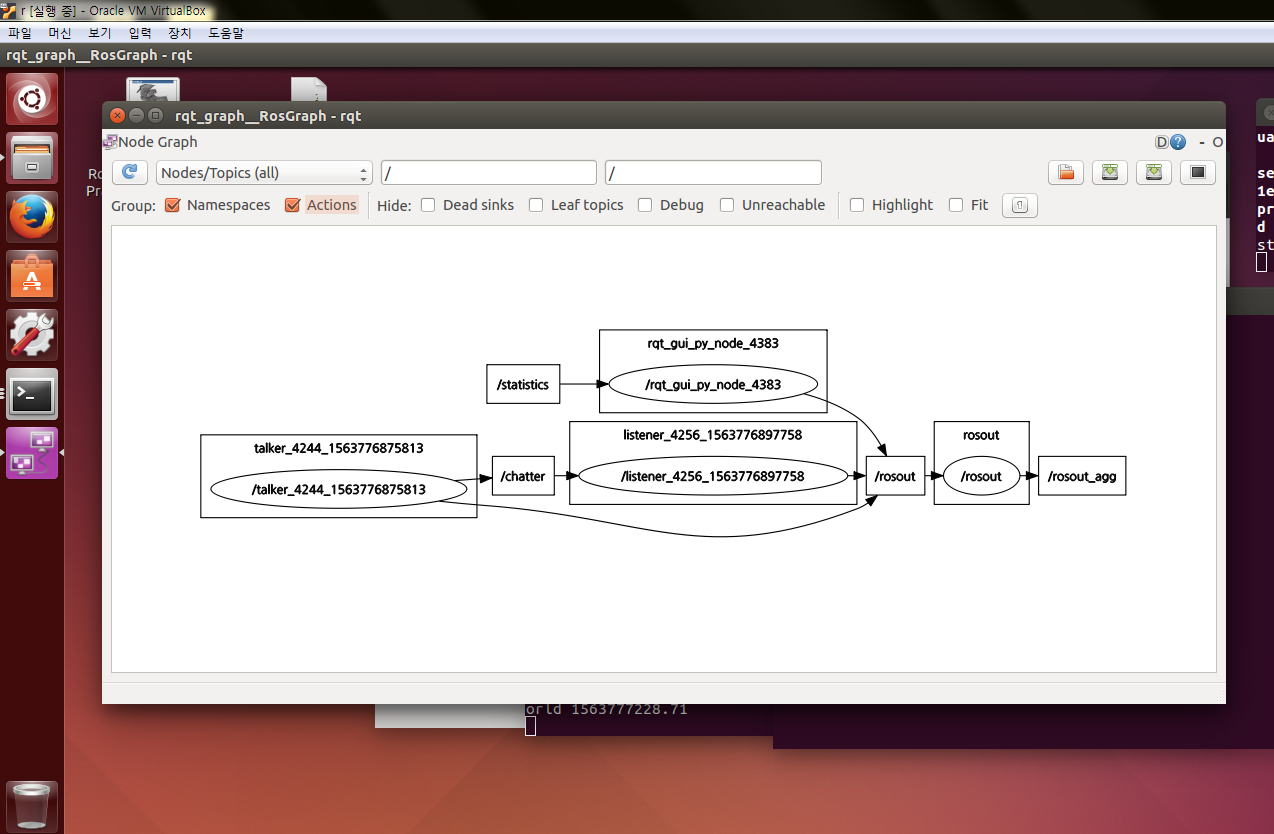 r [실행 중] - Oracle VM VirtualBox
파일 머신 보기 입력 장치 도움말
rqt_graph__RosGraph - rqt
rqt_graph__RosGraph - rqt
Node Graph
D ? - O
Nodes/Topics (all) / /
Group: Namespaces Actions Hide: Dead sinks Leaf topics Debug Unreachable Highlight Fit
rqt_gui_py_node_4383
/statistics /rqt_gui_py_node_4383
talker_4244_1563776875813 listener_4256_1563776897758 rosout
/talker_4244_1563776875813 /chatter /listener_4256_1563776897758 /rosout /rosout /rosout_agg
Ro
Pr
ua
se
1e
pr
d
st
orld 1563777228.71